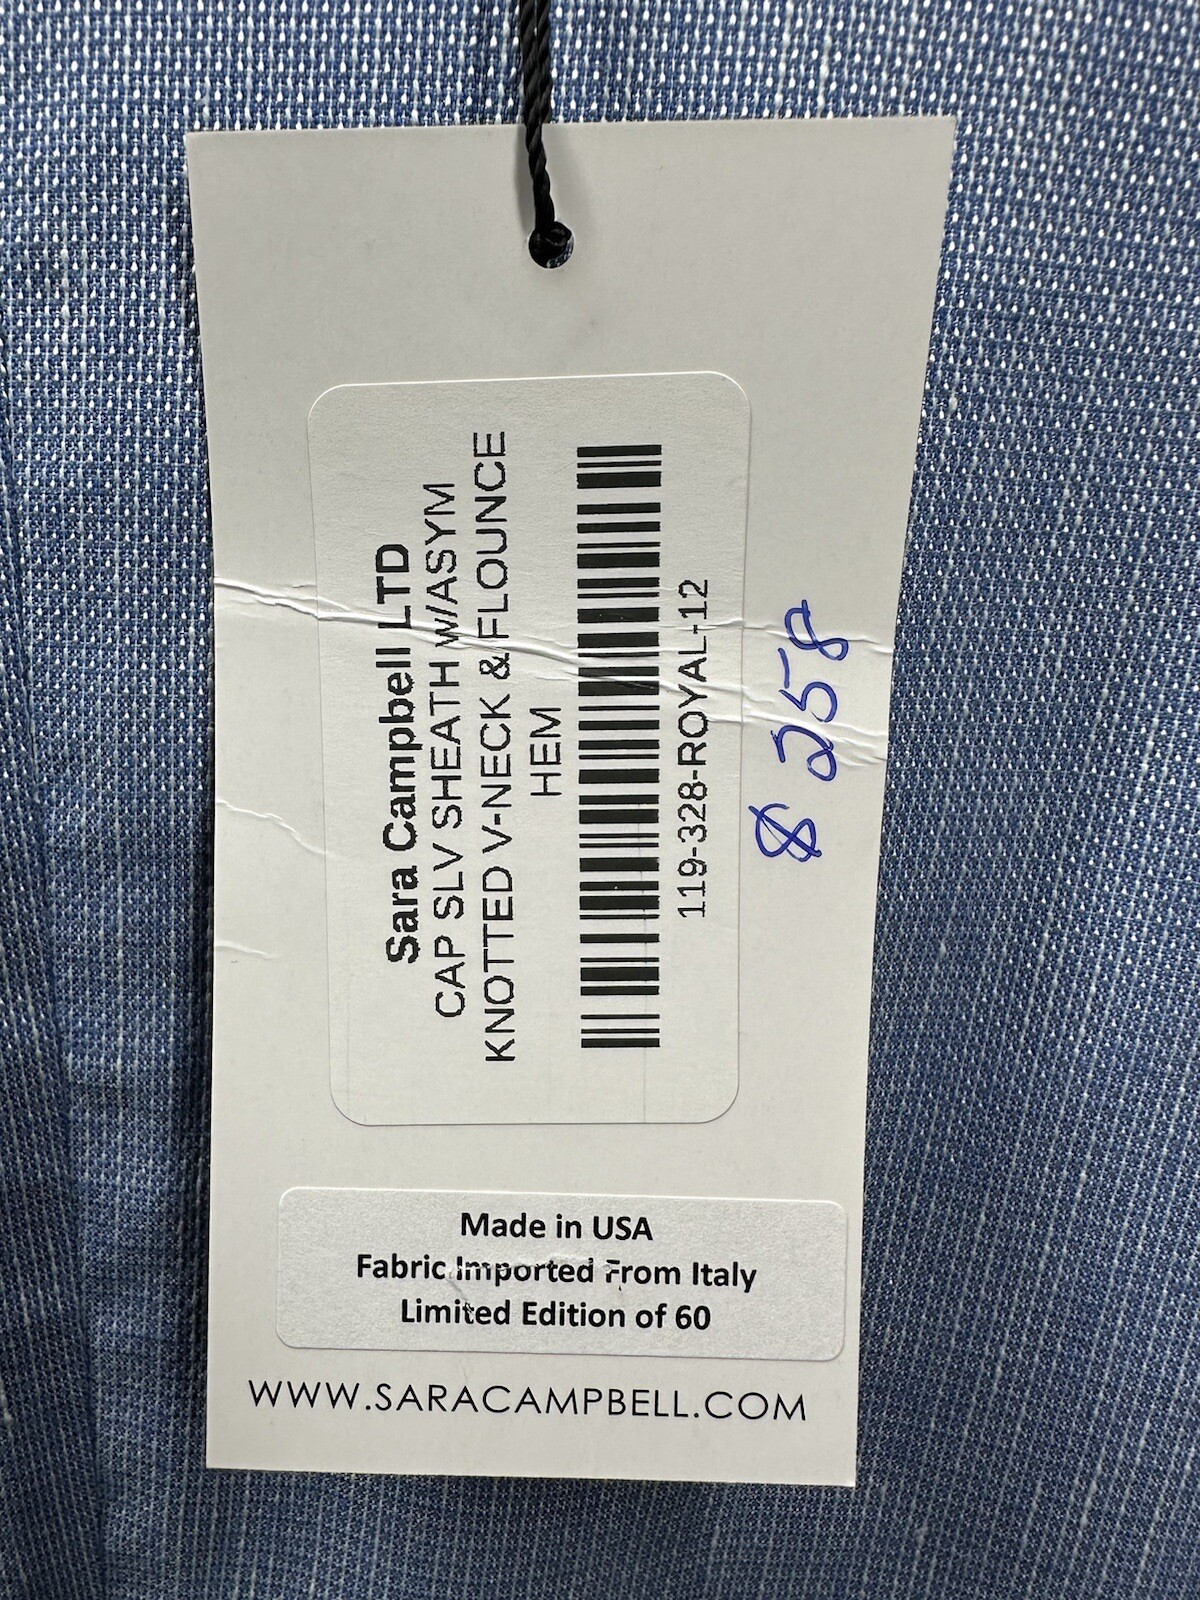 Sara Campbell LTD
CAP SLV SHEATH W/ASYM
KNOTTED V-NECK & FLOUNCE
HEM
119-328-ROYAL-12
$ 258
Made in USA
Fabric Imported From Italy
Limited Edition of 60
WWW.SARACAMPBELL.COM